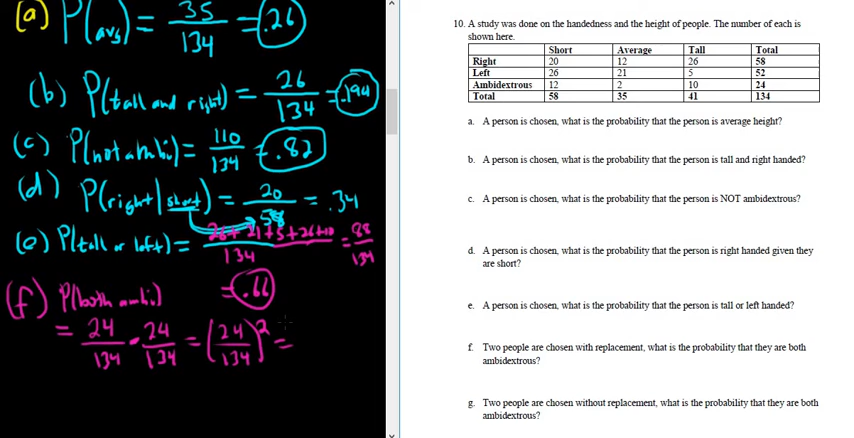 (a) P(avg) = 35/134 = .26
(b) P(tall and right) = 26/134 = .194
(c) P(not ambi) = 110/134 = .82
(d) P(right|short) = 20/58 = .34
(e) P(tall or left) = 26+21+5+26+10/134 = 88/134
= .66
(f) P(both ambi)
= 24/134 · 24/134 = (24/134)² =
10. A study was done on the handedness and the height of people. The number of each is
shown here.
Short Average Tall Total
Right 20 12 26 58
Left 26 21 5 52
Ambidextrous 12 2 10 24
Total 58 35 41 134
a. A person is chosen, what is the probability that the person is average height?
b. A person is chosen, what is the probability that the person is tall and right handed?
c. A person is chosen, what is the probability that the person is NOT ambidextrous?
d. A person is chosen, what is the probability that the person is right handed given they
are short?
e. A person is chosen, what is the probability that the person is tall or left handed?
f. Two people are chosen with replacement, what is the probability that they are both
ambidextrous?
g. Two people are chosen without replacement, what is the probability that they are both
ambidextrous?